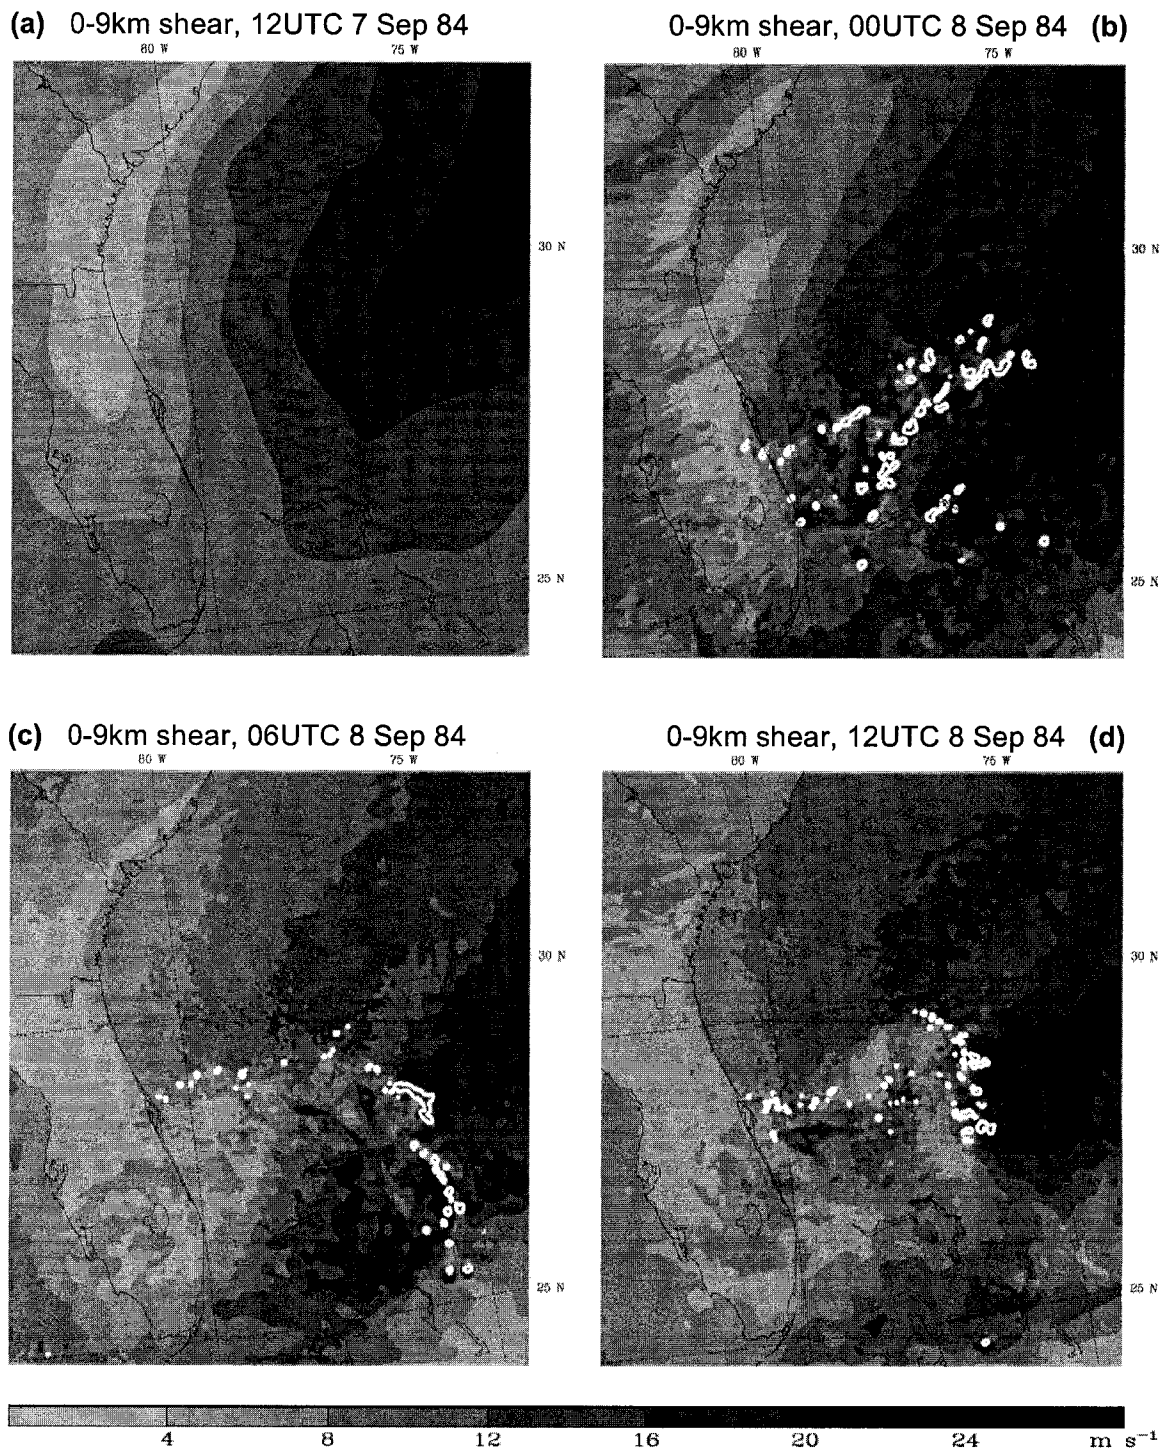 (a) 0-9km shear, 12UTC 7 Sep 84
80 W 75 W
30 N
25 N
0-9km shear, 00UTC 8 Sep 84 (b)
80 W 75 W
30 N
25 N
(c) 0-9km shear, 06UTC 8 Sep 84
80 W 75 W
30 N
25 N
0-9km shear, 12UTC 8 Sep 84 (d)
80 W 75 W
30 N
25 N
4 8 12 16 20 24 m s⁻¹